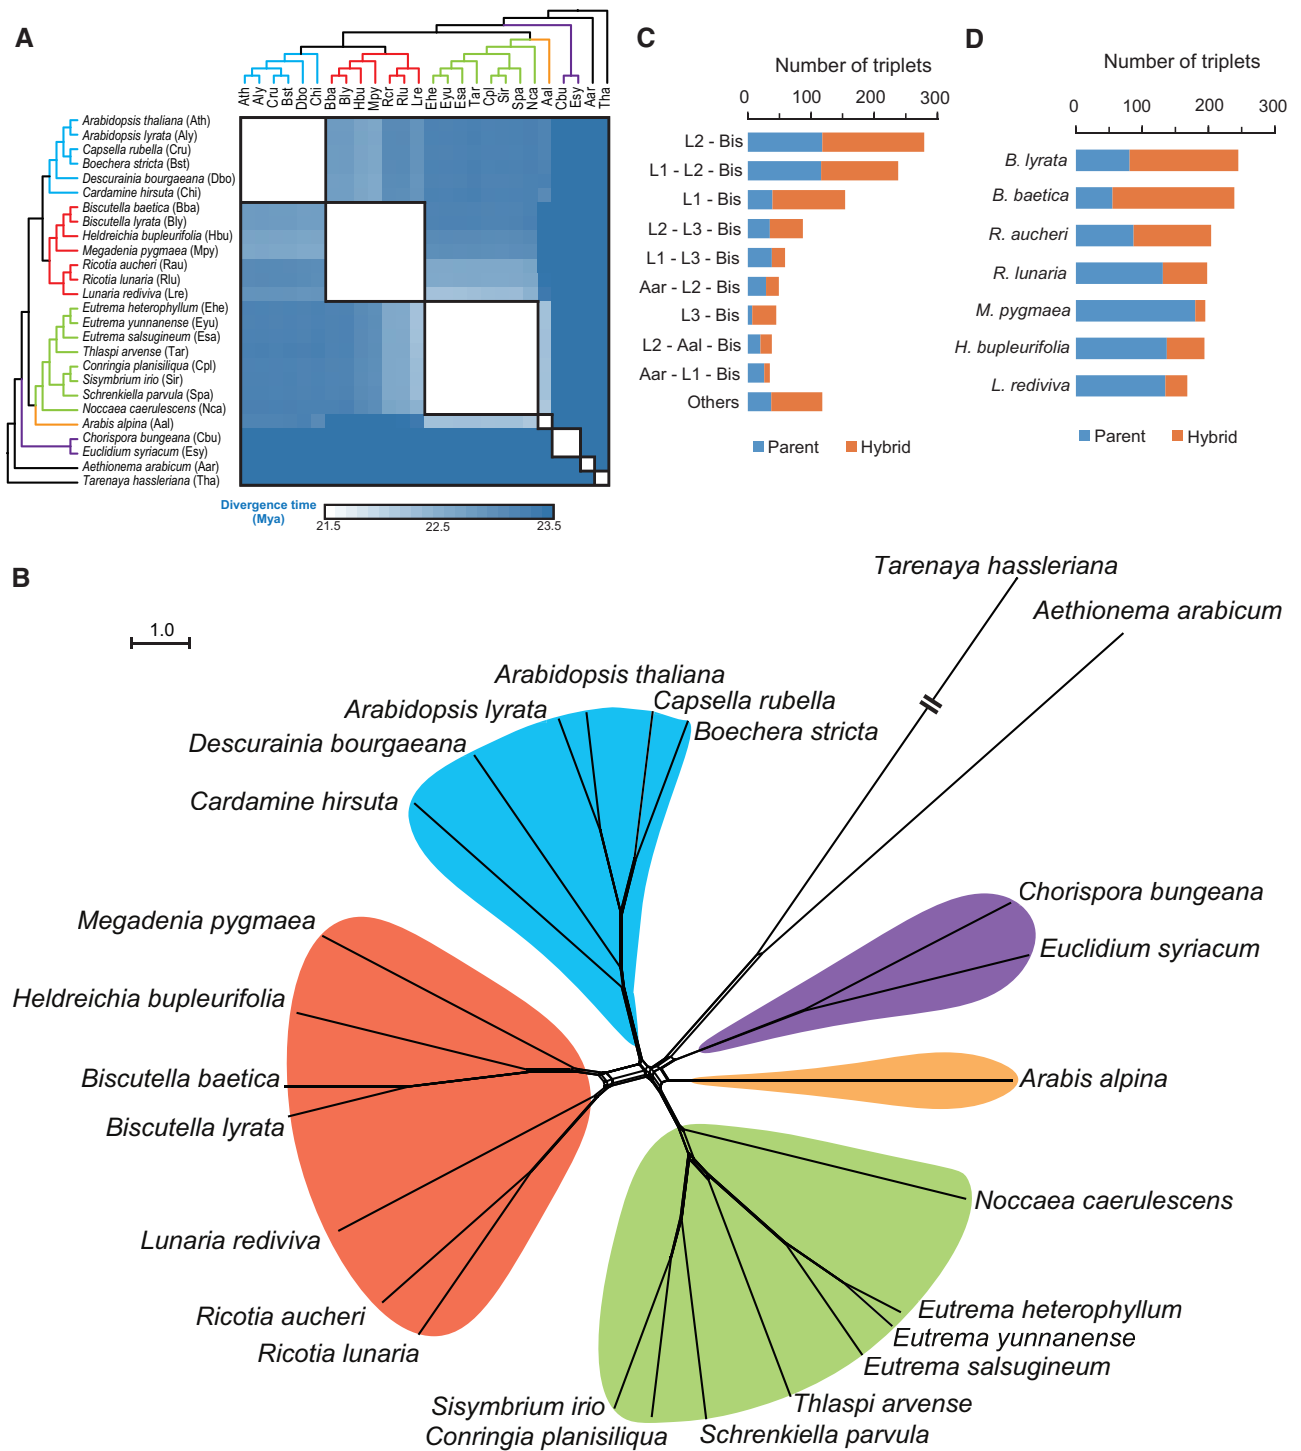 A
Ath Aly Cru Bst Dbo Chi Bba Bly Hbu Mpy Rcr Rlu Lre Ehe Eyu Esa Tar Cpl Sir Spa Nca Aal Cbu Esy Aar Tha
Arabidopsis thaliana (Ath)
Arabidopsis lyrata (Aly)
Capsella rubella (Cru)
Boechera stricta (Bst)
Descurainia bourgaeana (Dbo)
Cardamine hirsuta (Chi)
Biscutella baetica (Bba)
Biscutella lyrata (Bly)
Heldreichia bupleurifolia (Hbu)
Megadenia pygmaea (Mpy)
Ricotia aucheri (Rau)
Ricotia lunaria (Rlu)
Lunaria rediviva (Lre)
Eutrema heterophyllum (Ehe)
Eutrema yunnanense (Eyu)
Eutrema salsugineum (Esa)
Thlaspi arvense (Tar)
Conringia planisiliqua (Cpl)
Sisymbrium irio (Sir)
Schrenkiella parvula (Spa)
Noccaea caerulescens (Nca)
Arabis alpina (Aal)
Chorispora bungeana (Cbu)
Euclidium syriacum (Esy)
Aethionema arabicum (Aar)
Tarenaya hassleriana (Tha)
Divergence time
(Mya)
21.5 22.5 23.5
C
Number of triplets
0 100 200 300
L2 - Bis
L1 - L2 - Bis
L1 - Bis
L2 - L3 - Bis
L1 - L3 - Bis
Aar - L2 - Bis
L3 - Bis
L2 - Aal - Bis
Aar - L1 - Bis
Others
Parent Hybrid
D
Number of triplets
0 100 200 300
B. lyrata
B. baetica
R. aucheri
R. lunaria
M. pygmaea
H. bupleurifolia
L. rediviva
Parent Hybrid
B
1.0
Tarenaya hassleriana
Aethionema arabicum
Arabidopsis thaliana
Capsella rubella
Arabidopsis lyrata
Boechera stricta
Descurainia bourgaeana
Cardamine hirsuta
Chorispora bungeana
Megadenia pygmaea
Euclidium syriacum
Heldreichia bupleurifolia
Biscutella baetica
Arabis alpina
Biscutella lyrata
Noccaea caerulescens
Lunaria rediviva
Ricotia aucheri
Eutrema heterophyllum
Eutrema yunnanense
Ricotia lunaria
Eutrema salsugineum
Sisymbrium irio
Thlaspi arvense
Conringia planisiliqua
Schrenkiella parvula